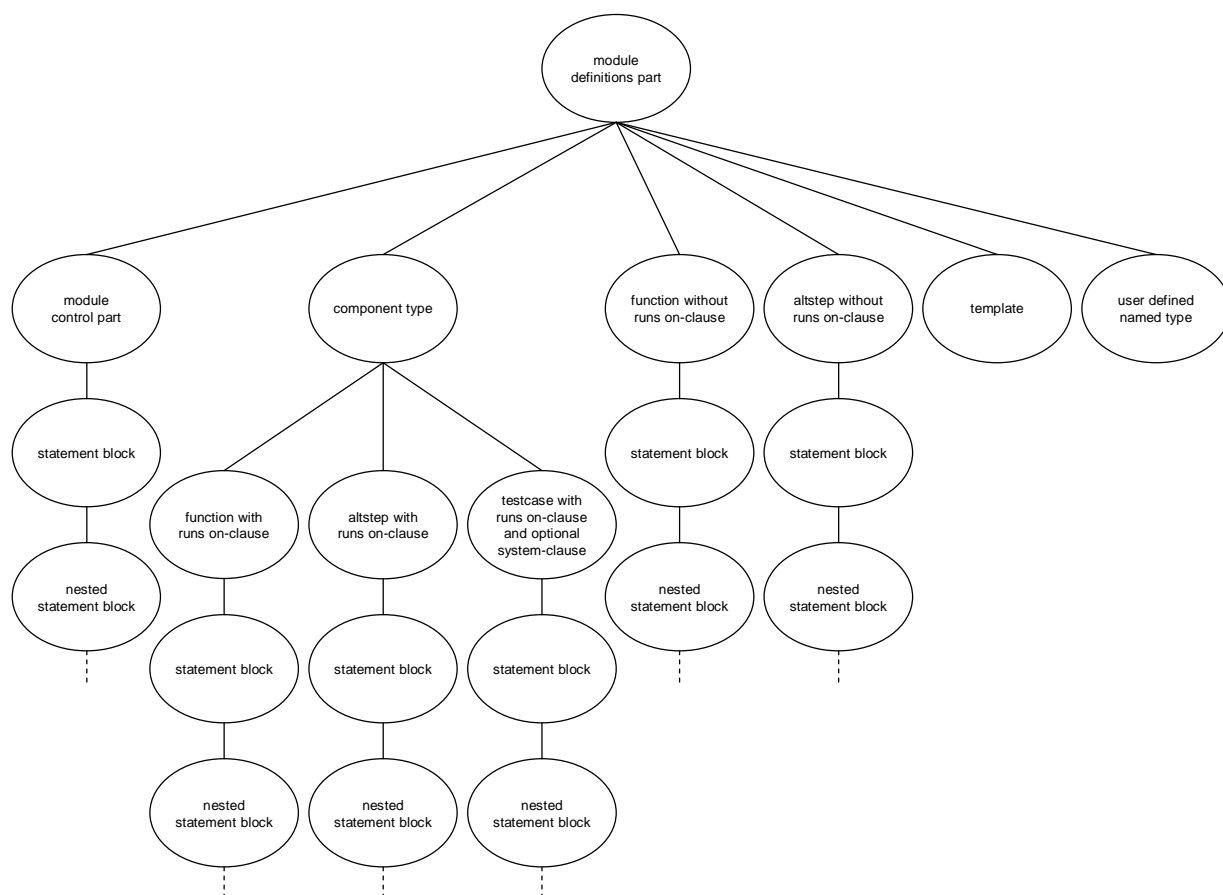 module
definitions part
module
control part
component type
function without
runs on-clause
altstep without
runs on-clause
template
user defined
named type
statement block
statement block
statement block
function with
runs on-clause
altstep with
runs on-clause
testcase with
runs on-clause
and optional
system-clause
nested
statement block
nested
statement block
nested
statement block
statement block
statement block
statement block
nested
statement block
nested
statement block
nested
statement block